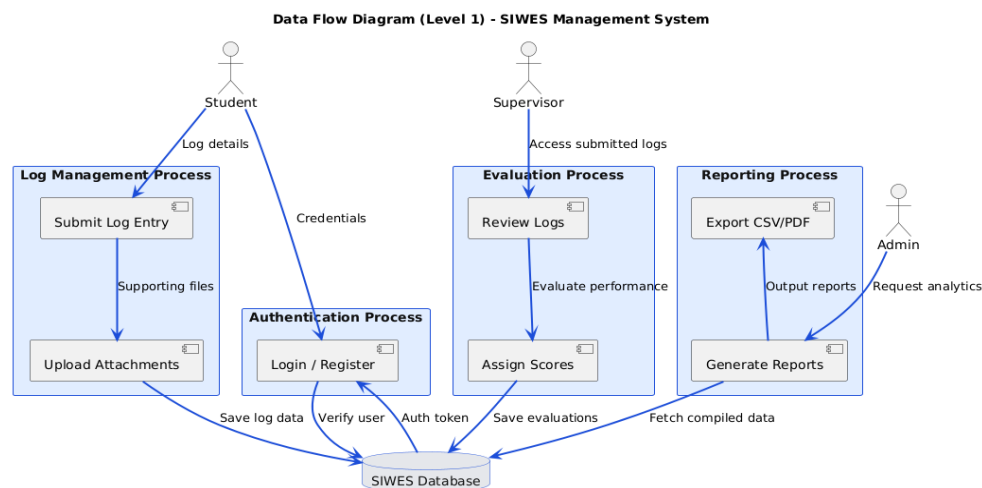 Data Flow Diagram (Level 1) - SIWES Management System
Student
Supervisor
Log details
Access submitted logs
Log Management Process
Evaluation Process
Reporting Process
Submit Log Entry
Credentials
Review Logs
Export CSV/PDF
Admin
Supporting files
Evaluate performance
Output reports
Request analytics
Authentication Process
Upload Attachments
Login / Register
Assign Scores
Generate Reports
Save log data
Verify user
Auth token
Save evaluations
Fetch compiled data
SIWES Database